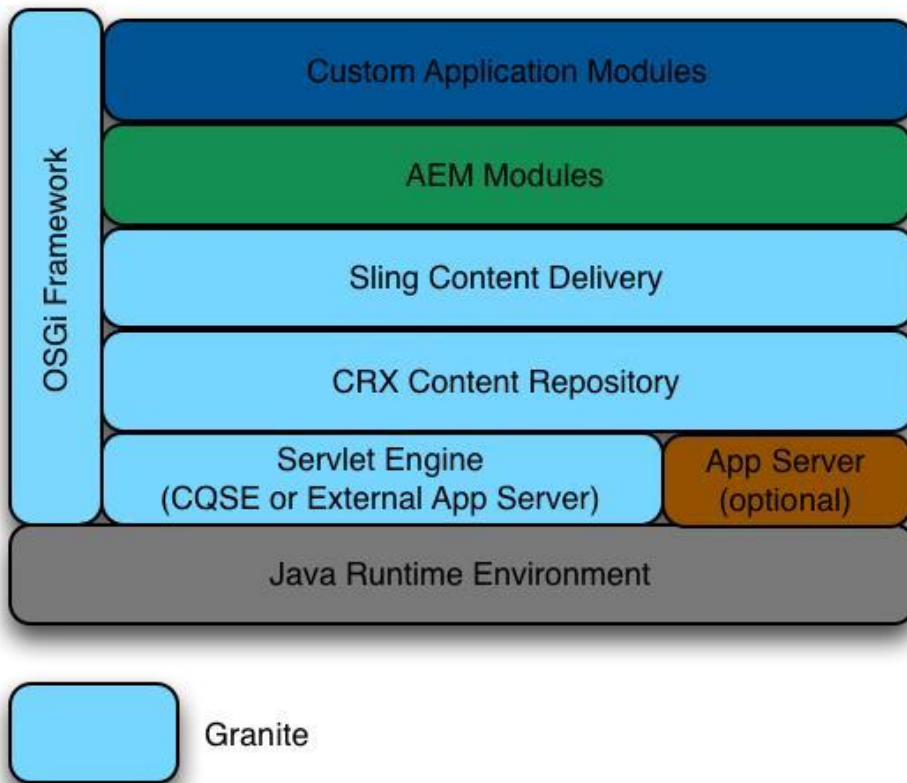 OSGi Framework
Custom Application Modules
AEM Modules
Sling Content Delivery
CRX Content Repository
Servlet Engine
(CQSE or External App Server)
App Server
(optional)
Java Runtime Environment
Granite